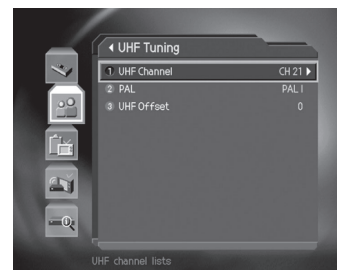 UHF Tuning
1 UHF Channel CH 21
2 PAL PAL I
3 UHF Offset 0
UHF channel lists